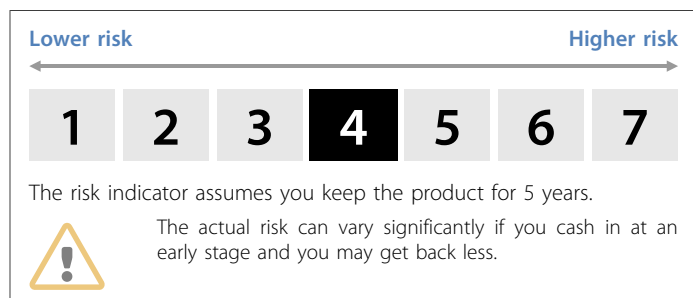 Lower risk Higher risk
1 2 3 4 5 6 7
The risk indicator assumes you keep the product for 5 years.
The actual risk can vary significantly if you cash in at an
early stage and you may get back less.